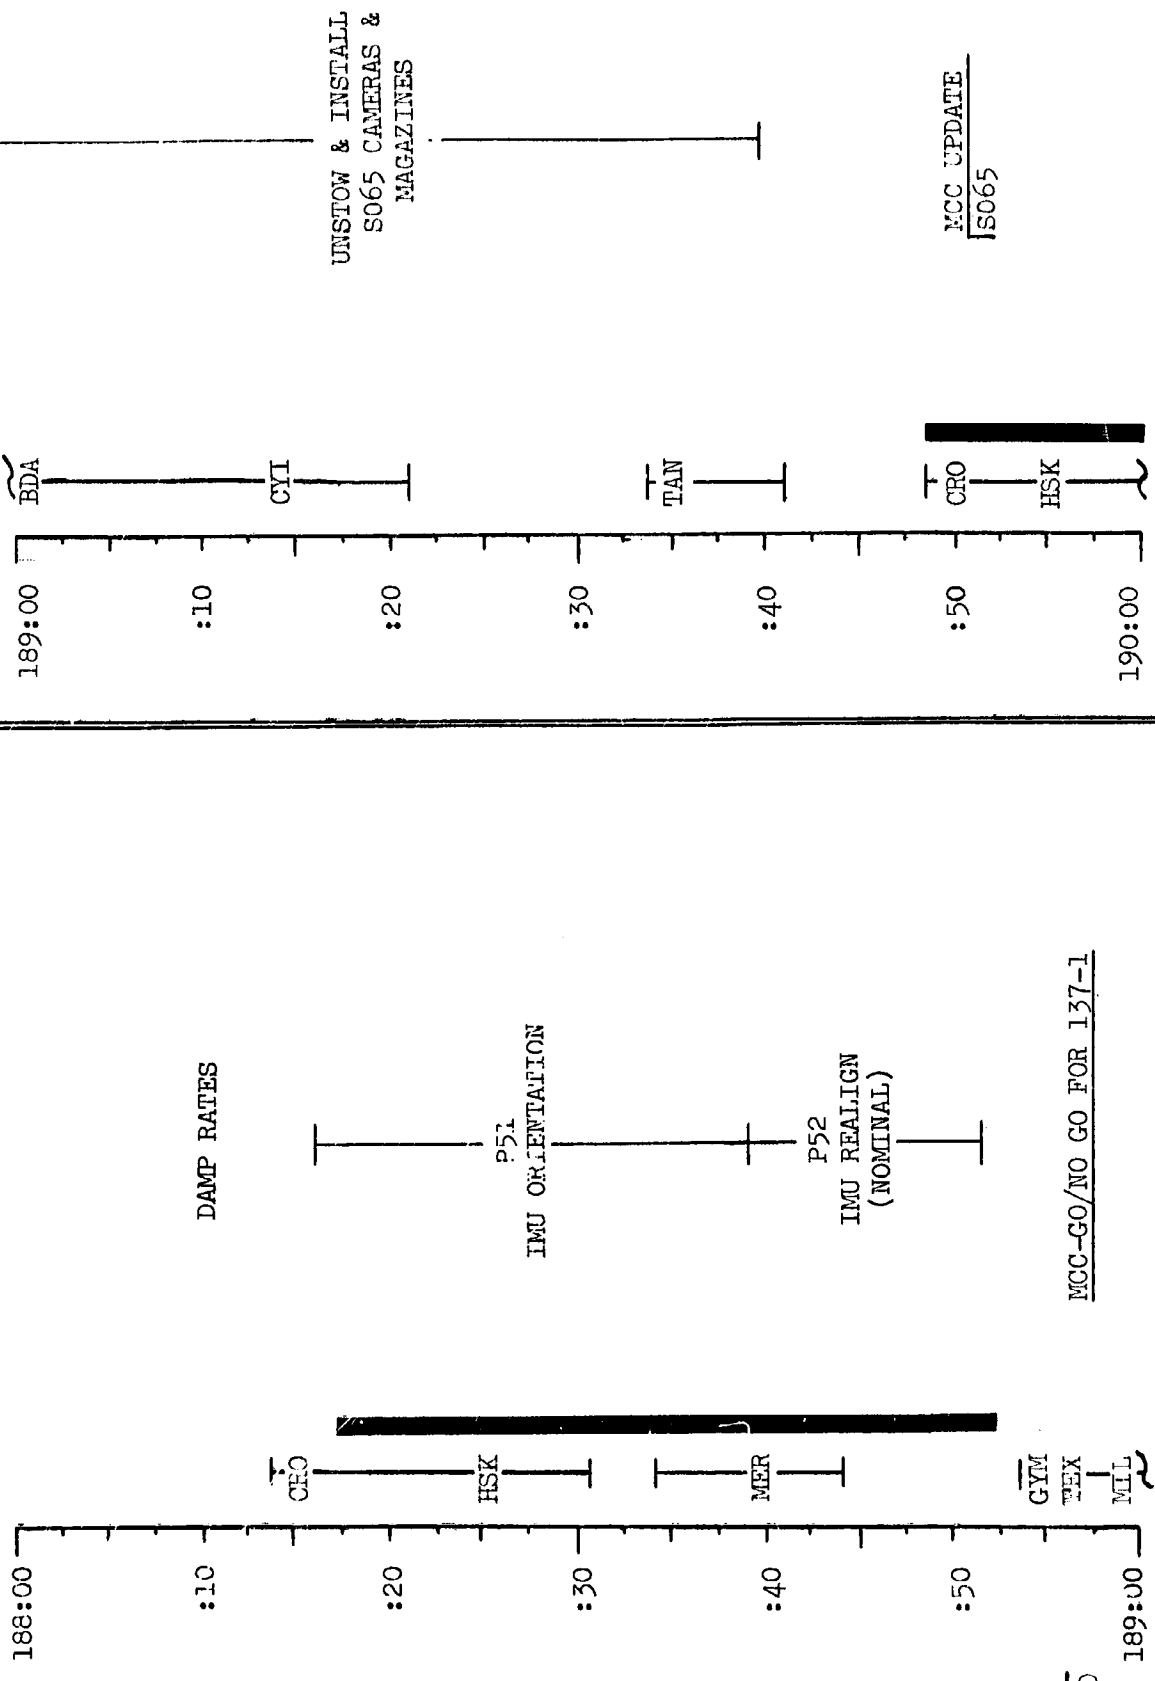 188:00
:10
:20
:30
:40
:50
189:00
CRO
HSK
MER
GYM
TEX
MIL
DAMP RATES
P51
IMU ORIENTATION
P52
IMU REALIGN
(NOMINAL)
MCC-GO/NO GO FOR 137-1
189:00
:10
:20
:30
:40
:50
190:00
BDA
CYI
TAN
CRO
HSK
UNSTOW & INSTALL
S065 CAMERAS &
MAGAZINES
MCC UPDATE
S065